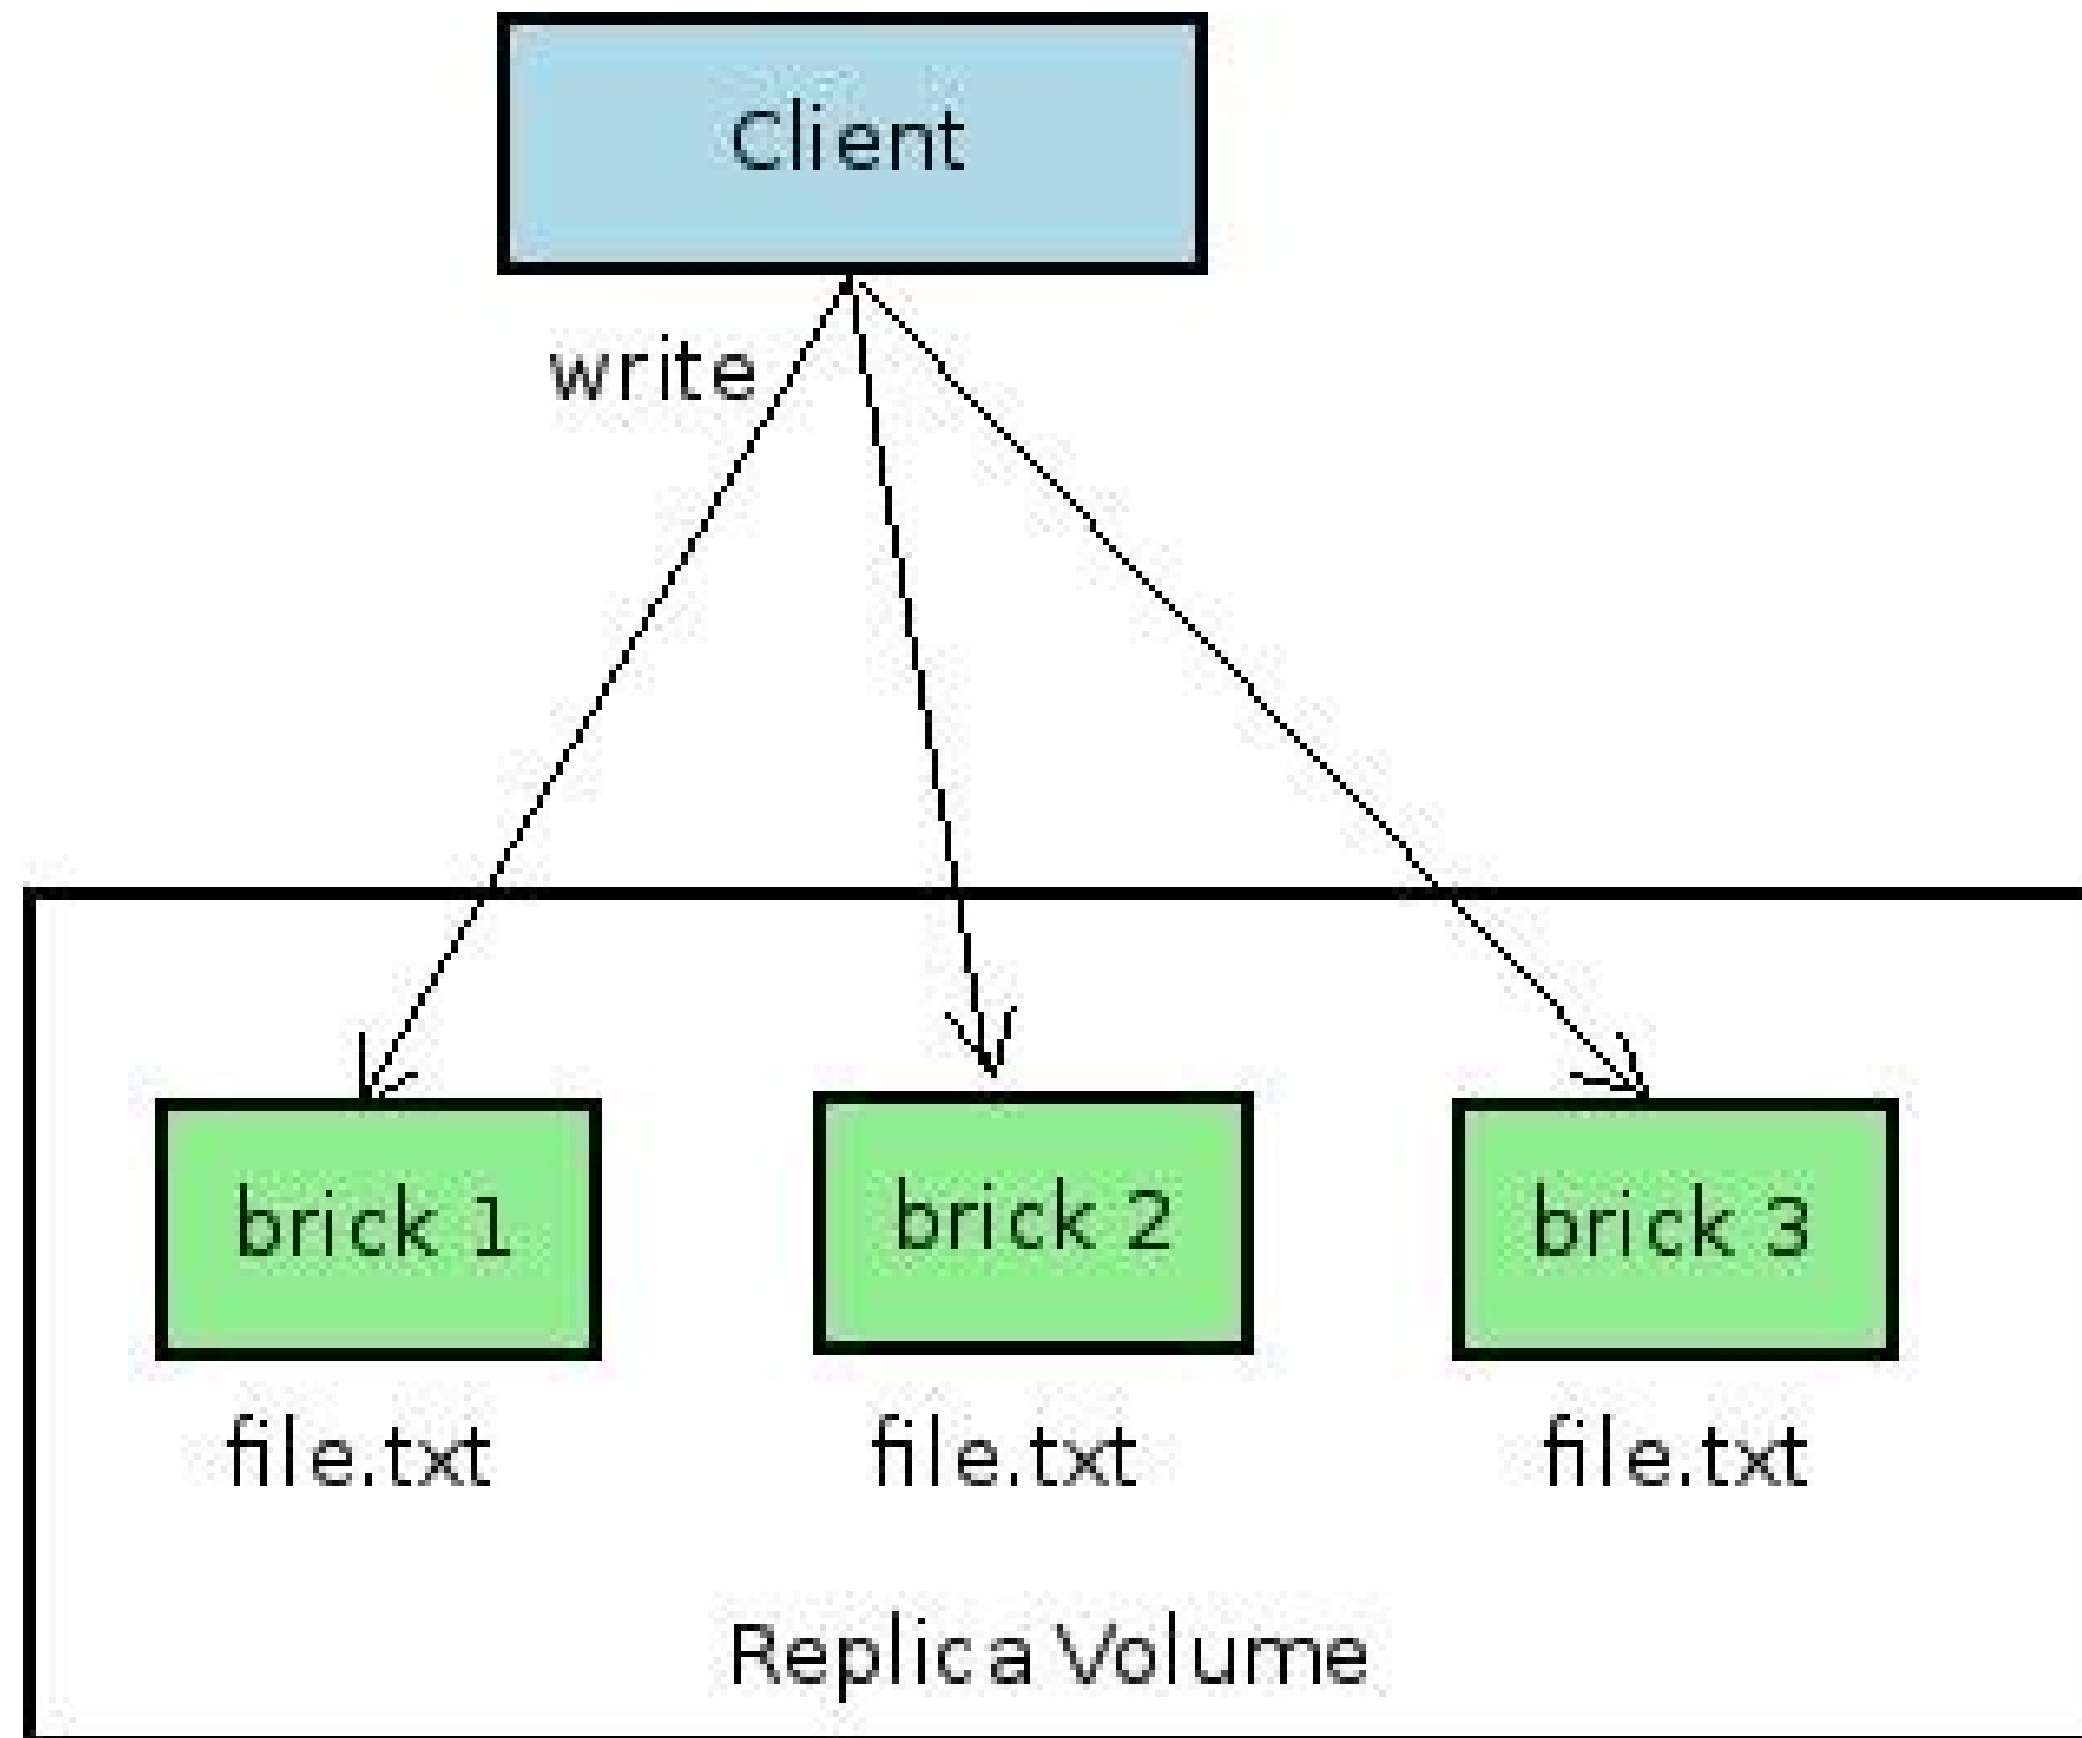 Client
write
brick 1
brick 2
brick 3
file.txt
file.txt
file.txt
Replica Volume